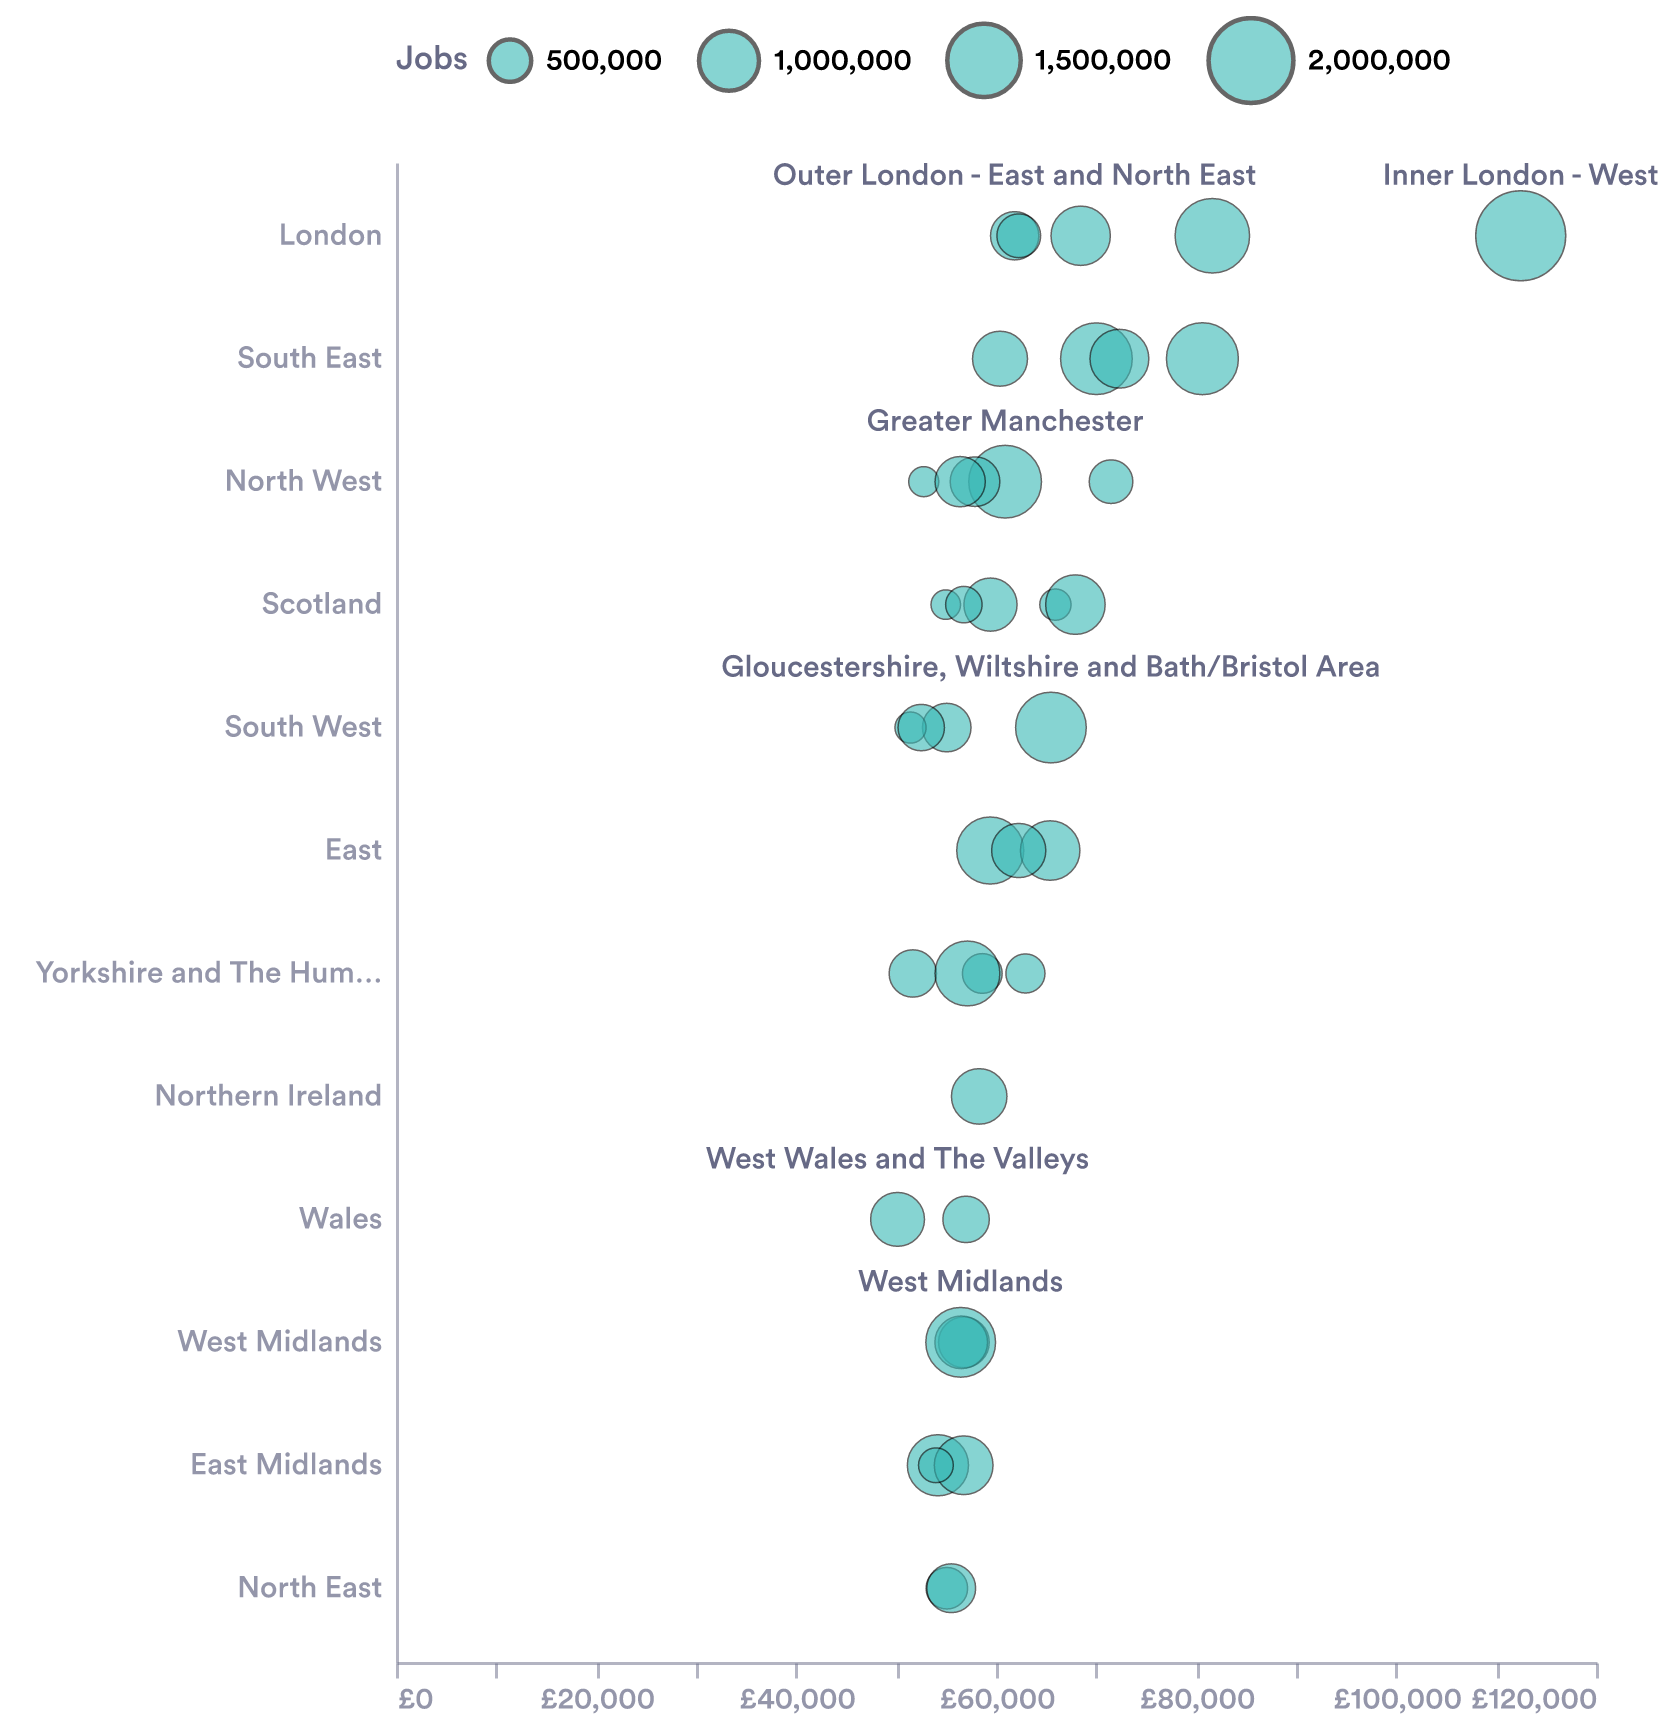 Jobs 500,000 1,000,000 1,500,000 2,000,000
Outer London - East and North East Inner London - West
London
South East
Greater Manchester
North West
Scotland
Gloucestershire, Wiltshire and Bath/Bristol Area
South West
East
Yorkshire and The Hum...
Northern Ireland
West Wales and The Valleys
Wales
West Midlands
West Midlands
East Midlands
North East
£0 £20,000 £40,000 £60,000 £80,000 £100,000 £120,000